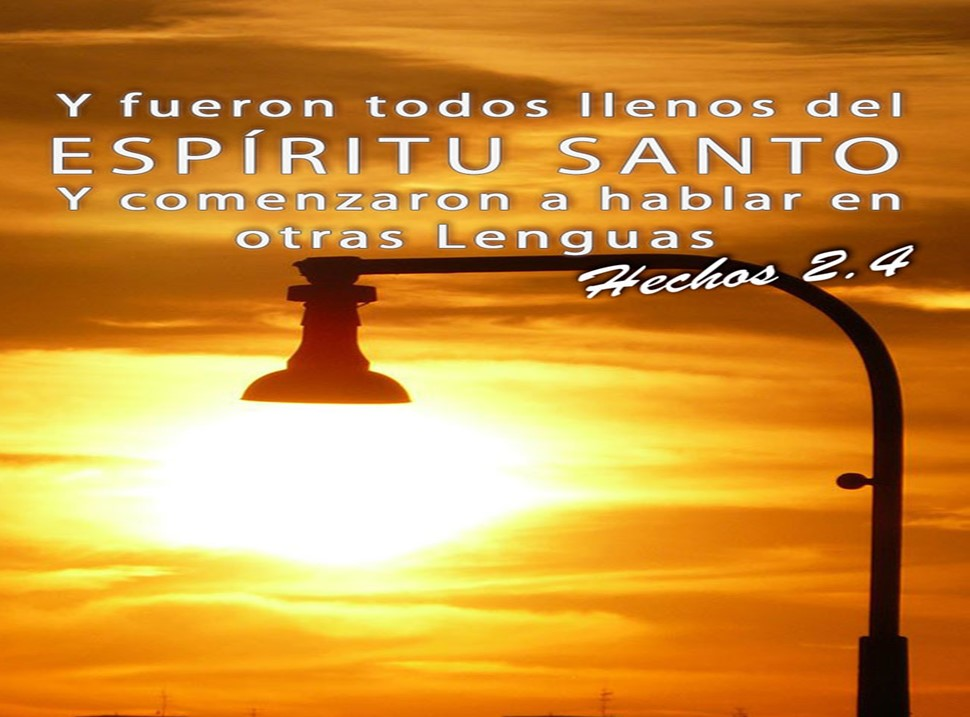 Y fueron todos llenos del
ESPÍRITU SANTO
Y comenzaron a hablar en
otras Lenguas
Hechos 2.4